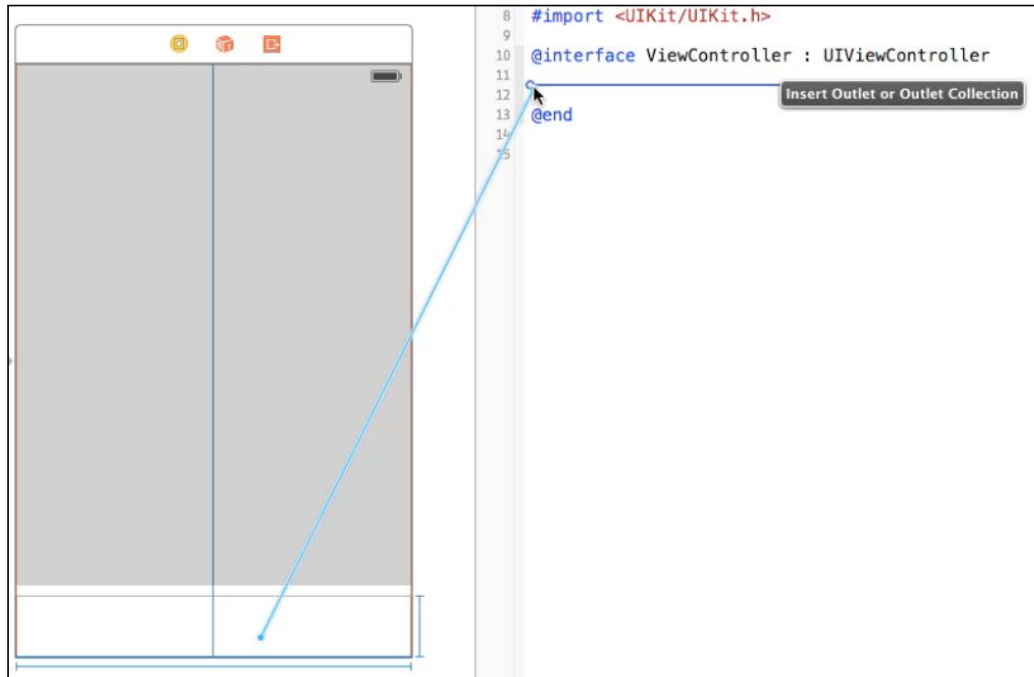 8 #import <UIKit/UIKit.h>
9
10 @interface ViewController : UIViewController
11
Insert Outlet or Outlet Collection
12
13 @end
14
15